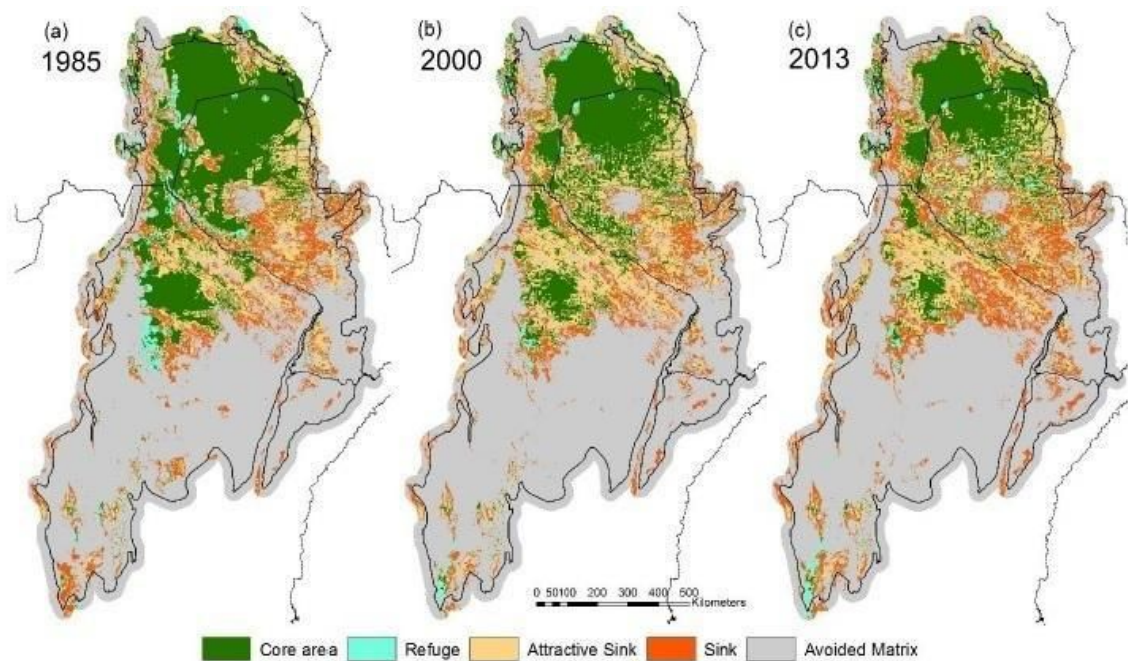 (a)
1985
(b)
2000
(c)
2013
0 50100 200 300 400 500
Kilometers
Core area Refuge Attractive Sink Sink Avoided Matrix